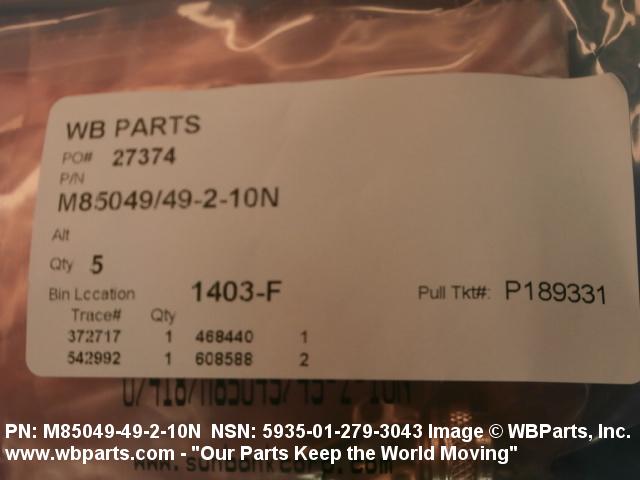 WB PARTS
PO# 27374
P/N
M85049/49-2-10N
Alt
Qty 5
Bin Location 1403-F Pull Tkt#: P189331
Trace# Qty
372717 1 468440 1
542992 1 608588 2
PN: M85049-49-2-10N NSN: 5935-01-279-3043 Image © WBParts, Inc.
www.wbparts.com - "Our Parts Keep the World Moving"